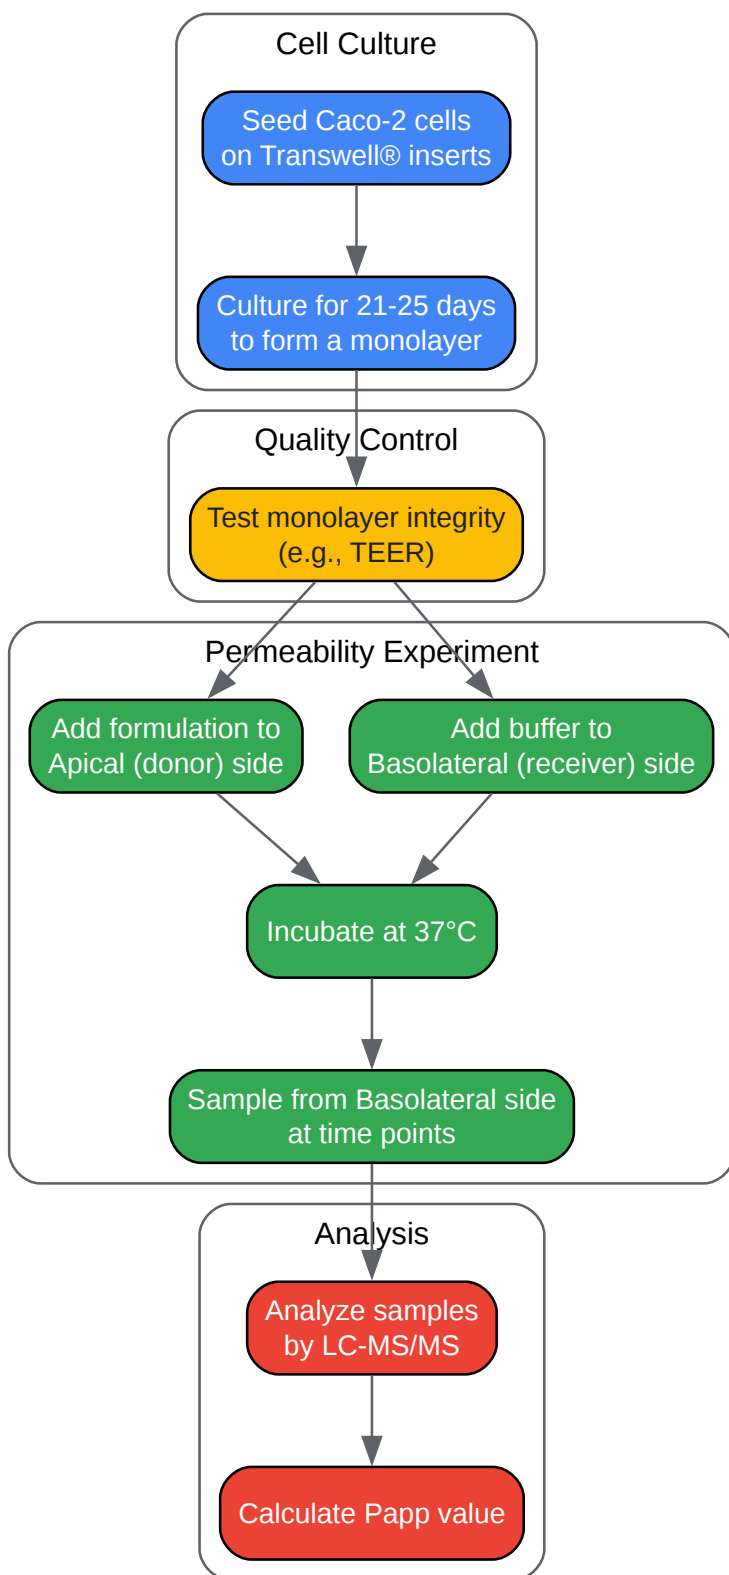 Cell Culture
Seed Caco-2 cells
on Transwell® inserts
Culture for 21-25 days
to form a monolayer
Quality Control
Test monolayer integrity
(e.g., TEER)
Permeability Experiment
Add formulation to
Apical (donor) side
Add buffer to
Basolateral (receiver) side
Incubate at 37°C
Sample from Basolateral side
at time points
Analysis
Analyze samples
by LC-MS/MS
Calculate Papp value